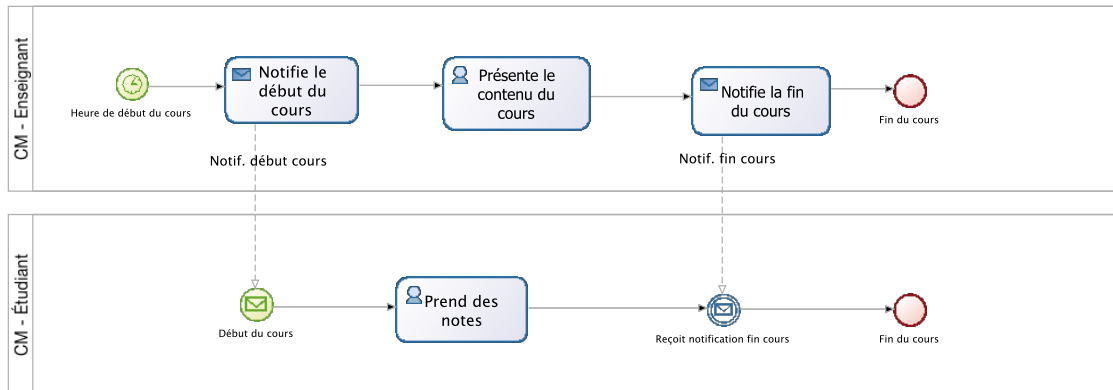 CM - Enseignant
Heure de début du cours
Notifie le
début du
cours
Présente le
contenu du
cours
Notifie la fin
du cours
Fin du cours
Notif. début cours
Notif. fin cours
CM - Étudiant
Début du cours
Prend des
notes
Reçoit notification fin cours
Fin du cours